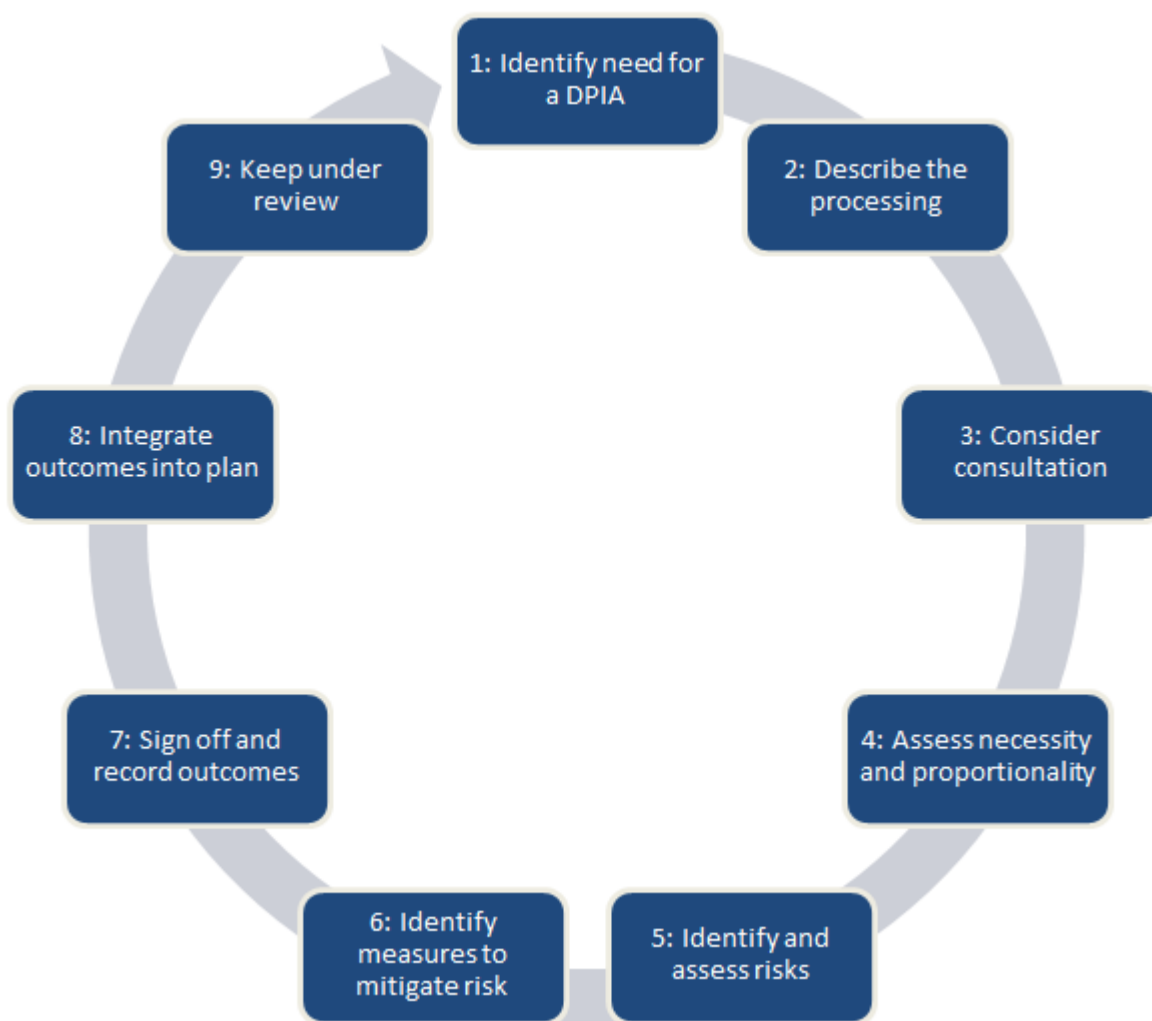 1: Identify need for
a DPIA
2: Describe the
processing
3: Consider
consultation
4: Assess necessity
and proportionality
5: Identify and
assess risks
6: Identify
measures to
mitigate risk
7: Sign off and
record outcomes
8: Integrate
outcomes into plan
9: Keep under
review